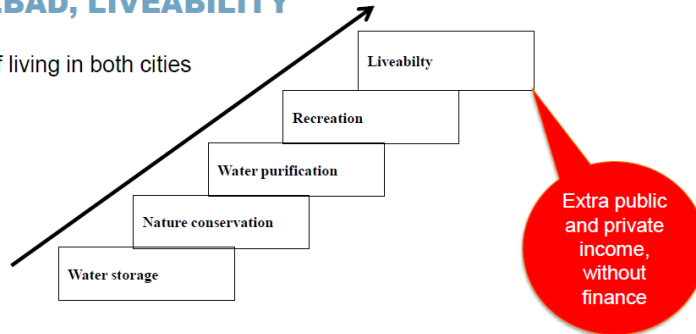 LBAD, LIVEABILITY
f living in both cities
Liveabilty
Recreation
Water purification
Nature conservation
Water storage
Extra public
and private
income,
without
finance